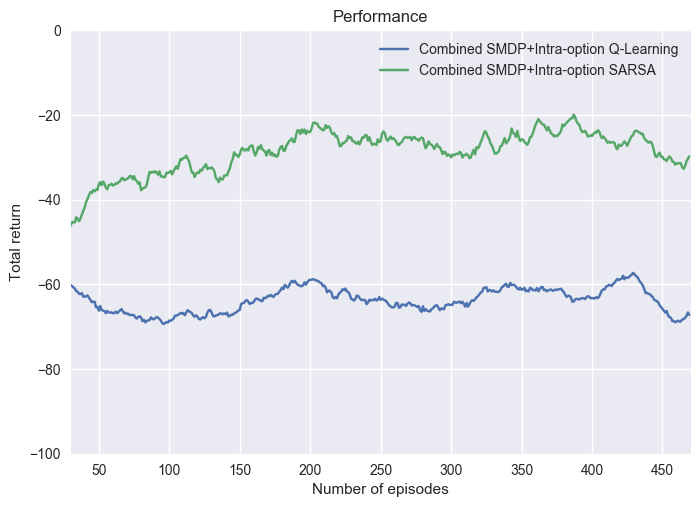 Performance
Combined SMDP+Intra-option Q-Learning
Combined SMDP+Intra-option SARSA
0
−20
−40
−60
−80
−100
Total return
50 100 150 200 250 300 350 400 450
Number of episodes